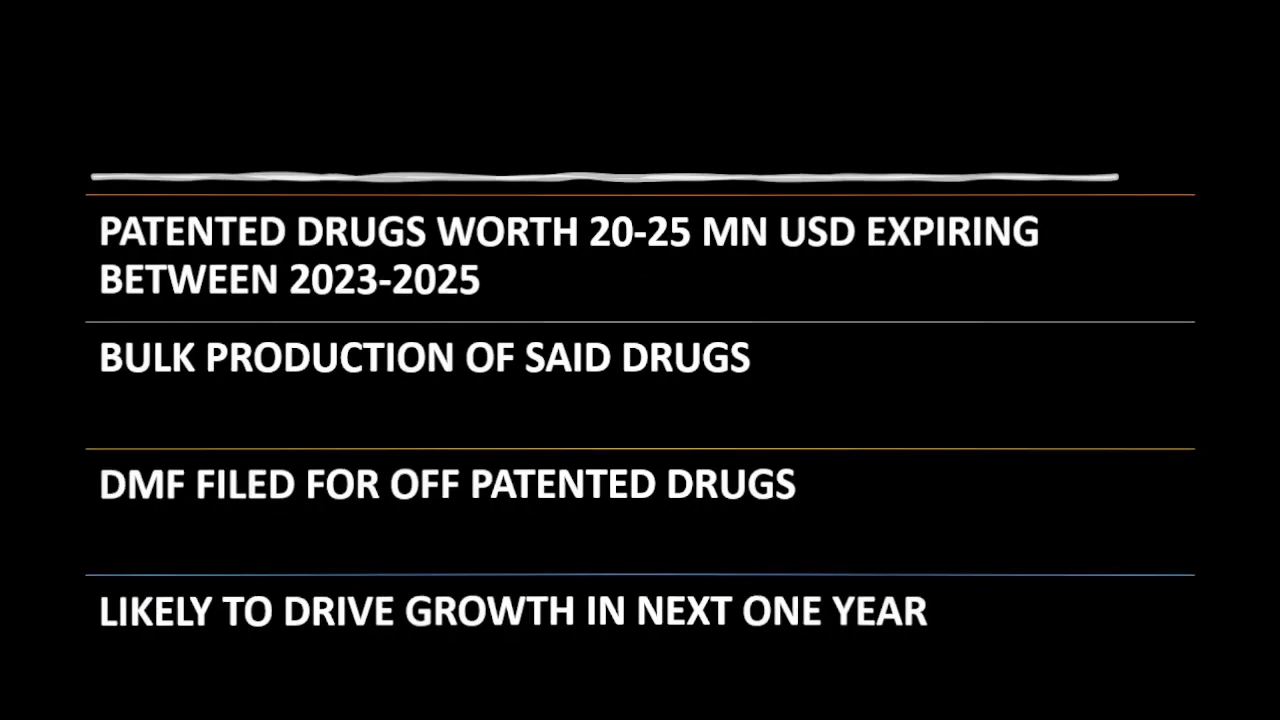 PATENTED DRUGS WORTH 20-25 MN USD EXPIRING
BETWEEN 2023-2025
BULK PRODUCTION OF SAID DRUGS
DMF FILED FOR OFF PATENTED DRUGS
LIKELY TO DRIVE GROWTH IN NEXT ONE YEAR